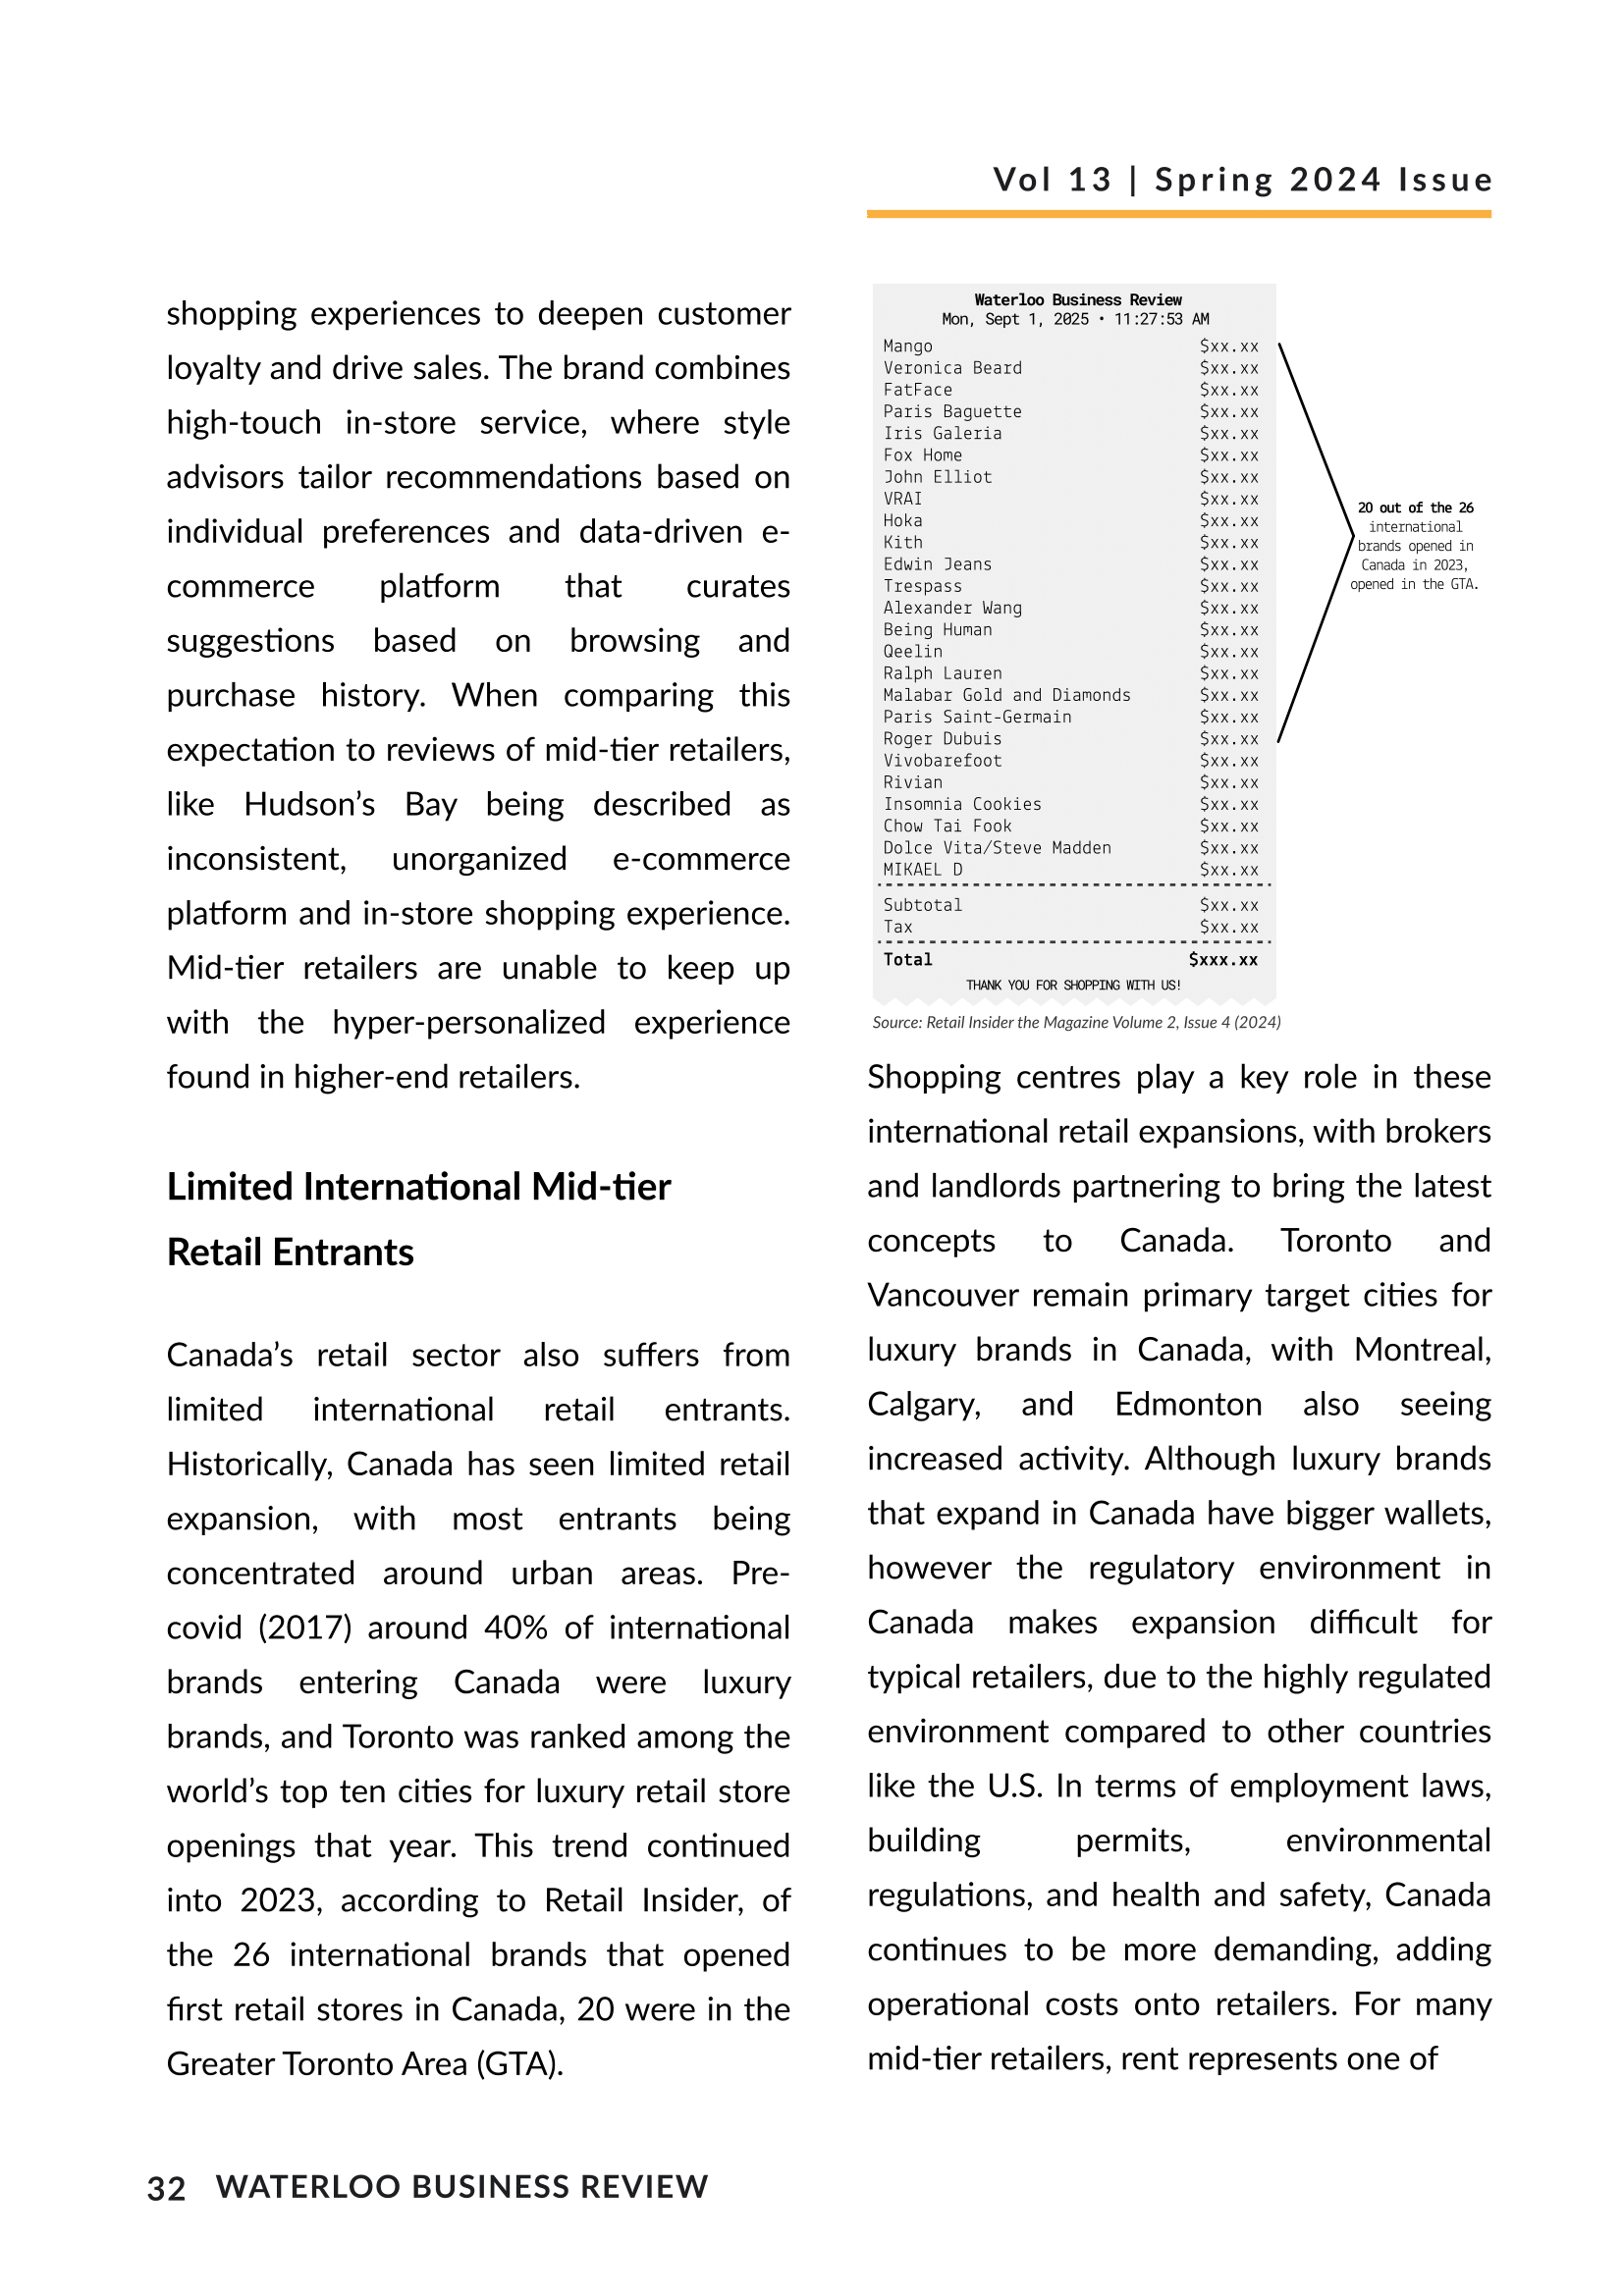 Vol 13 | Spring 2024 Issue
shopping experiences to deepen customer
loyalty and drive sales. The brand combines
high-touch in-store service, where style
advisors tailor recommendations based on
individual preferences and data-driven e-
commerce platform that curates
suggestions based on browsing and
purchase history. When comparing this
expectation to reviews of mid-tier retailers,
like Hudson’s Bay being described as
inconsistent, unorganized e-commerce
platform and in-store shopping experience.
Mid-tier retailers are unable to keep up
with the hyper-personalized experience
found in higher-end retailers.
Limited International Mid-tier
Retail Entrants
Canada’s retail sector also suffers from
limited international retail entrants.
Historically, Canada has seen limited retail
expansion, with most entrants being
concentrated around urban areas. Pre-
covid (2017) around 40% of international
brands entering Canada were luxury
brands, and Toronto was ranked among the
world’s top ten cities for luxury retail store
openings that year. This trend continued
into 2023, according to Retail Insider, of
the 26 international brands that opened
first retail stores in Canada, 20 were in the
Greater Toronto Area (GTA).
Waterloo Business Review
Mon, Sept 1, 2025 • 11:27:53 AM
Mango $xx.xx
Veronica Beard $xx.xx
FatFace $xx.xx
Paris Baguette $xx.xx
Iris Galeria $xx.xx
Fox Home $xx.xx
John Elliot $xx.xx
VRAI $xx.xx
Hoka $xx.xx
Kith $xx.xx
Edwin Jeans $xx.xx
Trespass $xx.xx
Alexander Wang $xx.xx
Being Human $xx.xx
Qeelin $xx.xx
Ralph Lauren $xx.xx
Malabar Gold and Diamonds $xx.xx
Paris Saint-Germain $xx.xx
Roger Dubuis $xx.xx
Vivobarefoot $xx.xx
Rivian $xx.xx
Insomnia Cookies $xx.xx
Chow Tai Fook $xx.xx
Dolce Vita/Steve Madden $xx.xx
MIKAEL D $xx.xx
Subtotal $xx.xx
Tax $xx.xx
Total $xxx.xx
THANK YOU FOR SHOPPING WITH US!
20 out of the 26
international
brands opened in
Canada in 2023,
opened in the GTA.
Source: Retail Insider the Magazine Volume 2, Issue 4 (2024)
Shopping centres play a key role in these
international retail expansions, with brokers
and landlords partnering to bring the latest
concepts to Canada. Toronto and
Vancouver remain primary target cities for
luxury brands in Canada, with Montreal,
Calgary, and Edmonton also seeing
increased activity. Although luxury brands
that expand in Canada have bigger wallets,
however the regulatory environment in
Canada makes expansion difficult for
typical retailers, due to the highly regulated
environment compared to other countries
like the U.S. In terms of employment laws,
building permits, environmental
regulations, and health and safety, Canada
continues to be more demanding, adding
operational costs onto retailers. For many
mid-tier retailers, rent represents one of
32 WATERLOO BUSINESS REVIEW